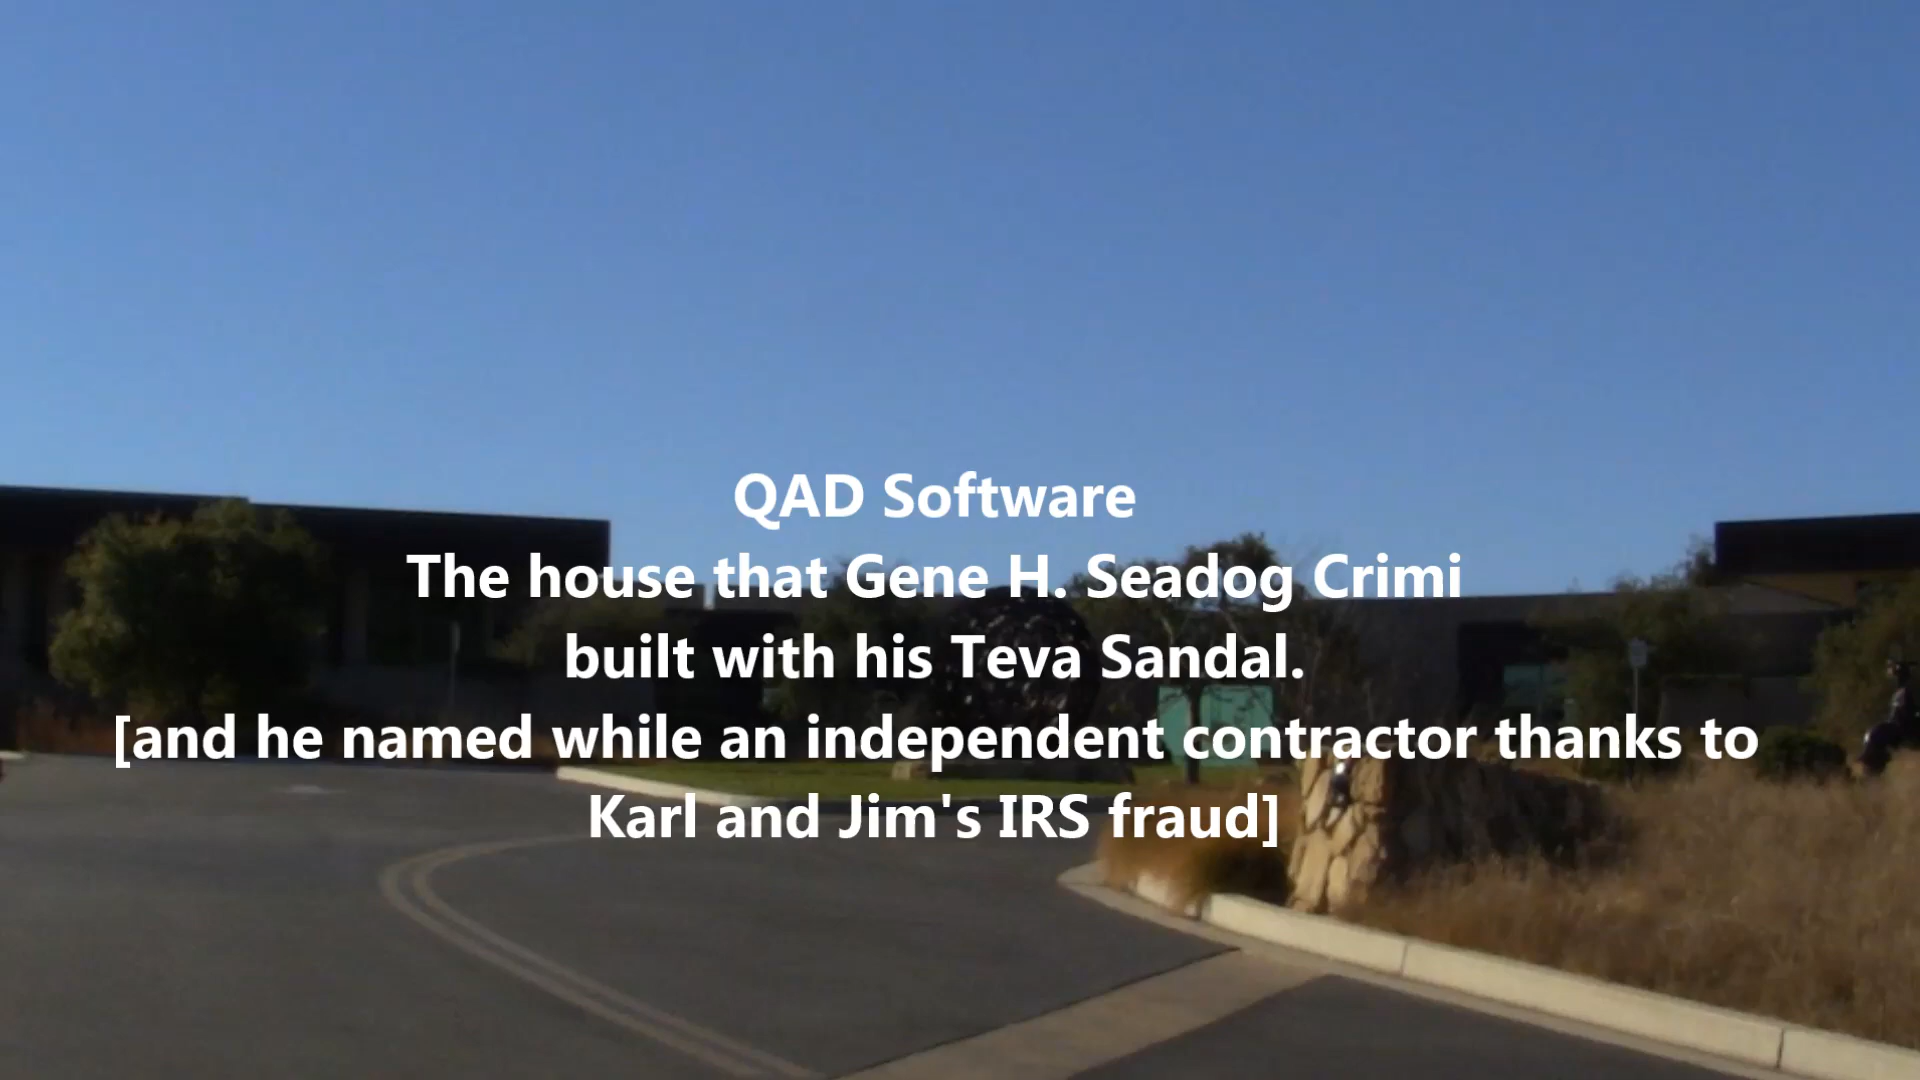 QAD Software
The house that Gene H. Seadog Crimi
built with his Teva Sandal.
[and he named while an independent contractor thanks to
Karl and Jim's IRS fraud]